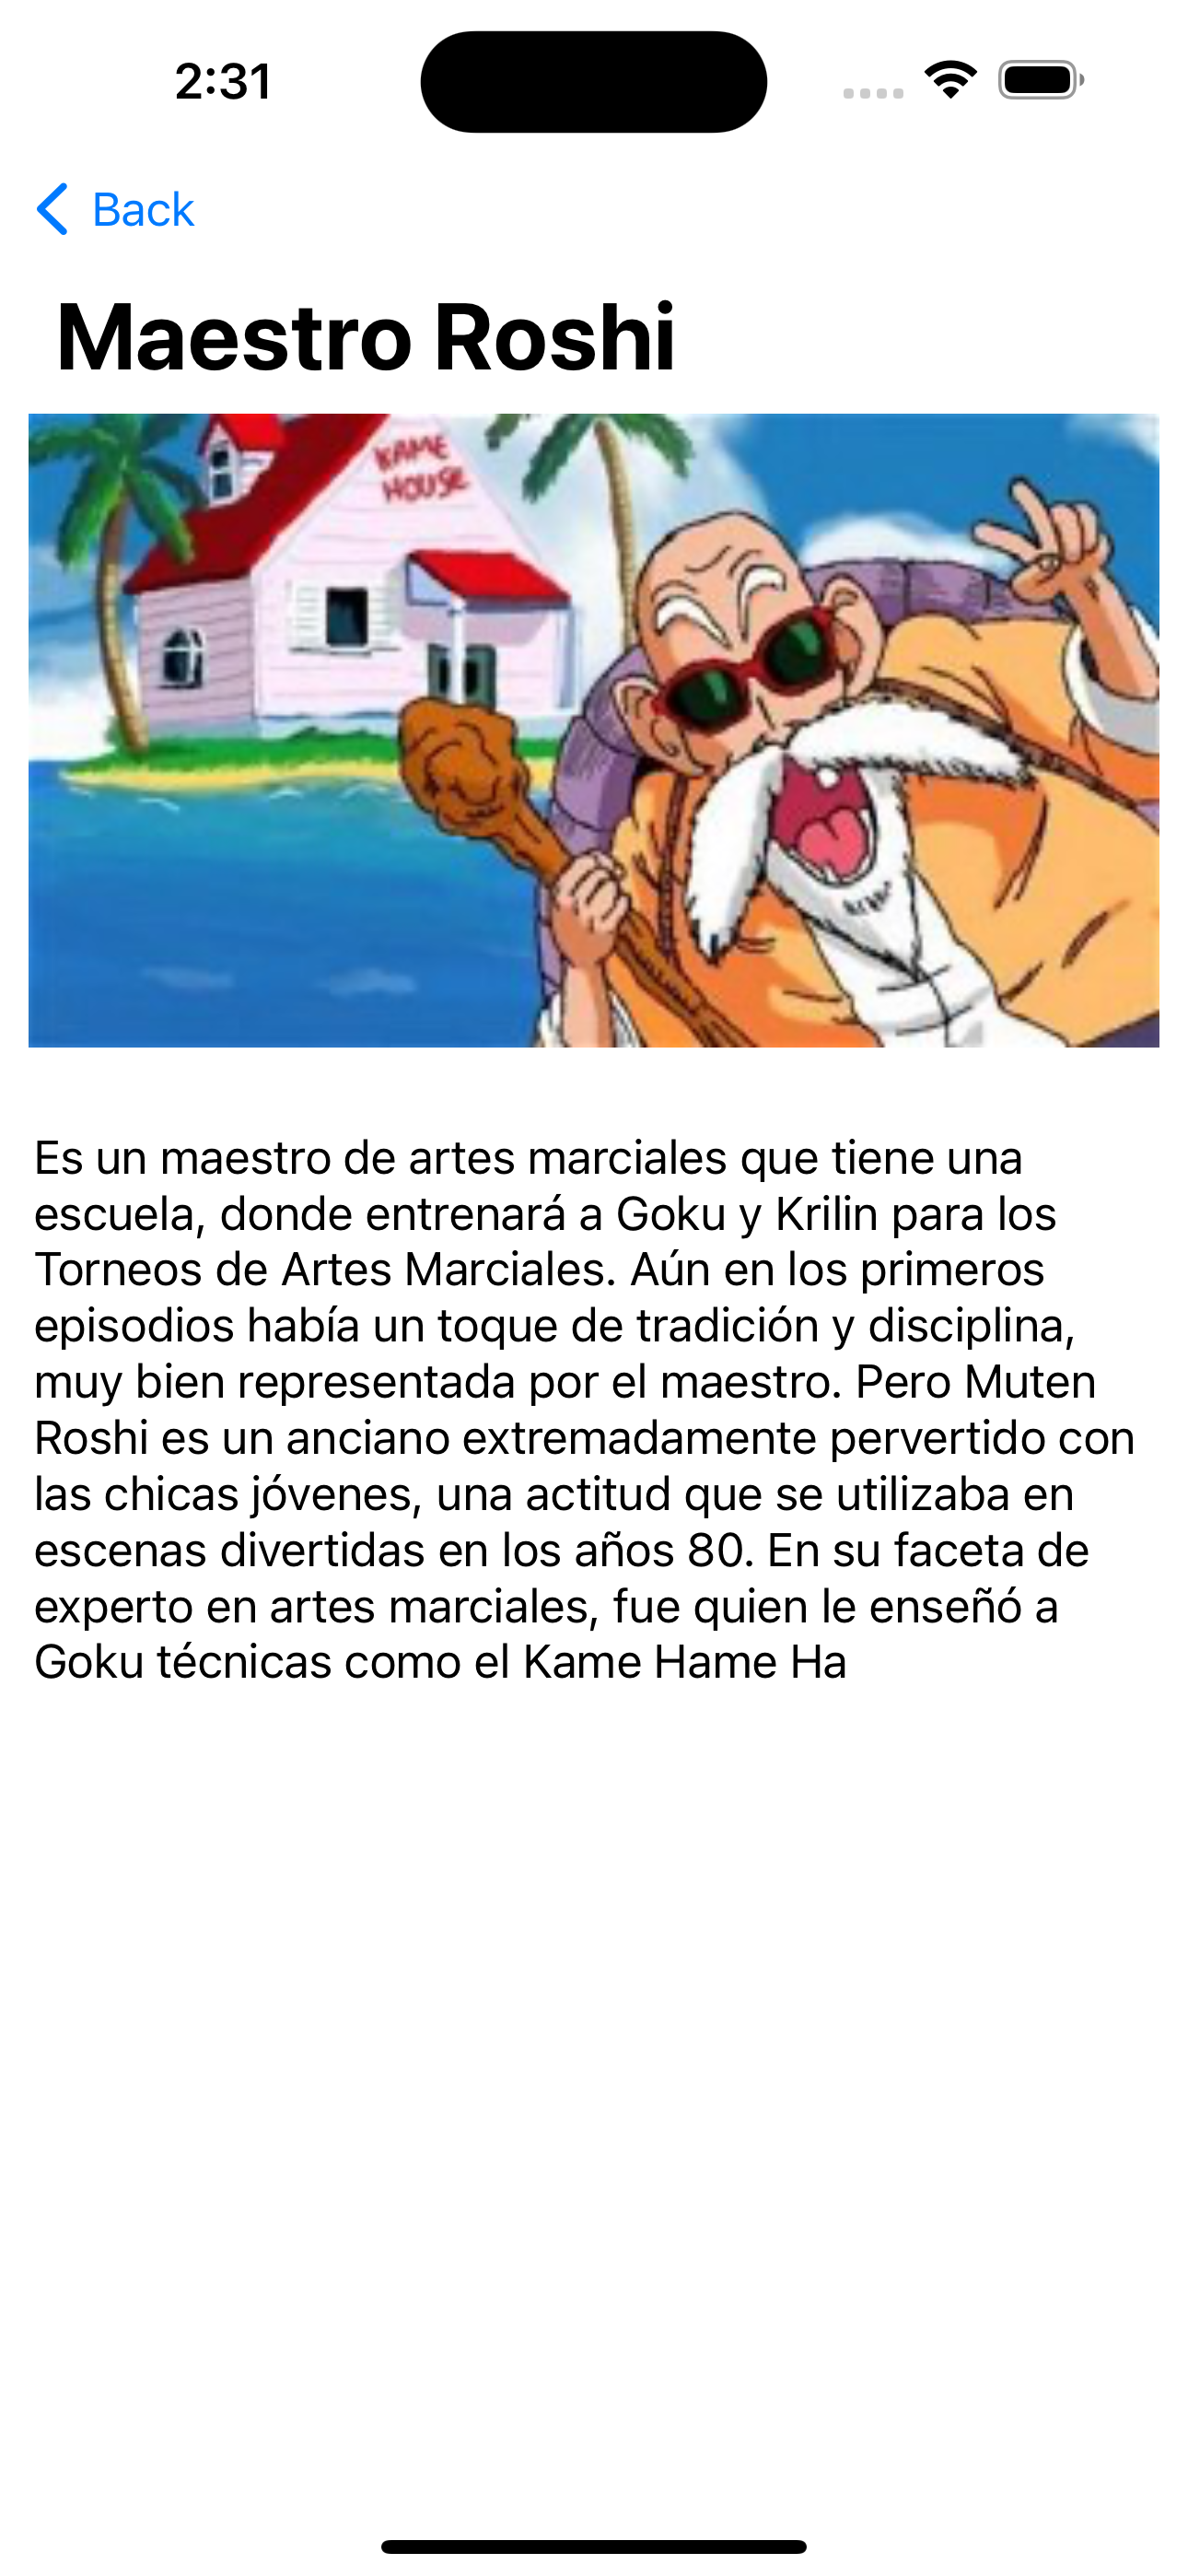 2:31
Back
Maestro Roshi
KAME
HOUSE
Es un maestro de artes marciales que tiene una
escuela, donde entrenará a Goku y Krilin para los
Torneos de Artes Marciales. Aún en los primeros
episodios había un toque de tradición y disciplina,
muy bien representada por el maestro. Pero Muten
Roshi es un anciano extremadamente pervertido con
las chicas jóvenes, una actitud que se utilizaba en
escenas divertidas en los años 80. En su faceta de
experto en artes marciales, fue quien le enseñó a
Goku técnicas como el Kame Hame Ha